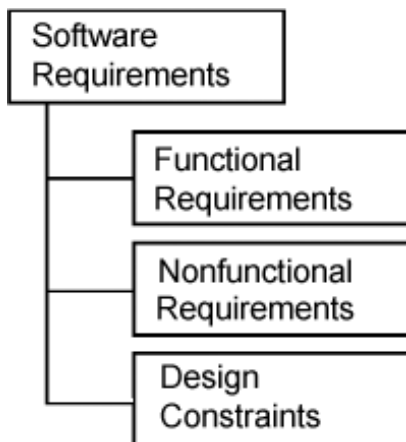 Software
Requirements
Functional
Requirements
Nonfunctional
Requirements
Design
Constraints